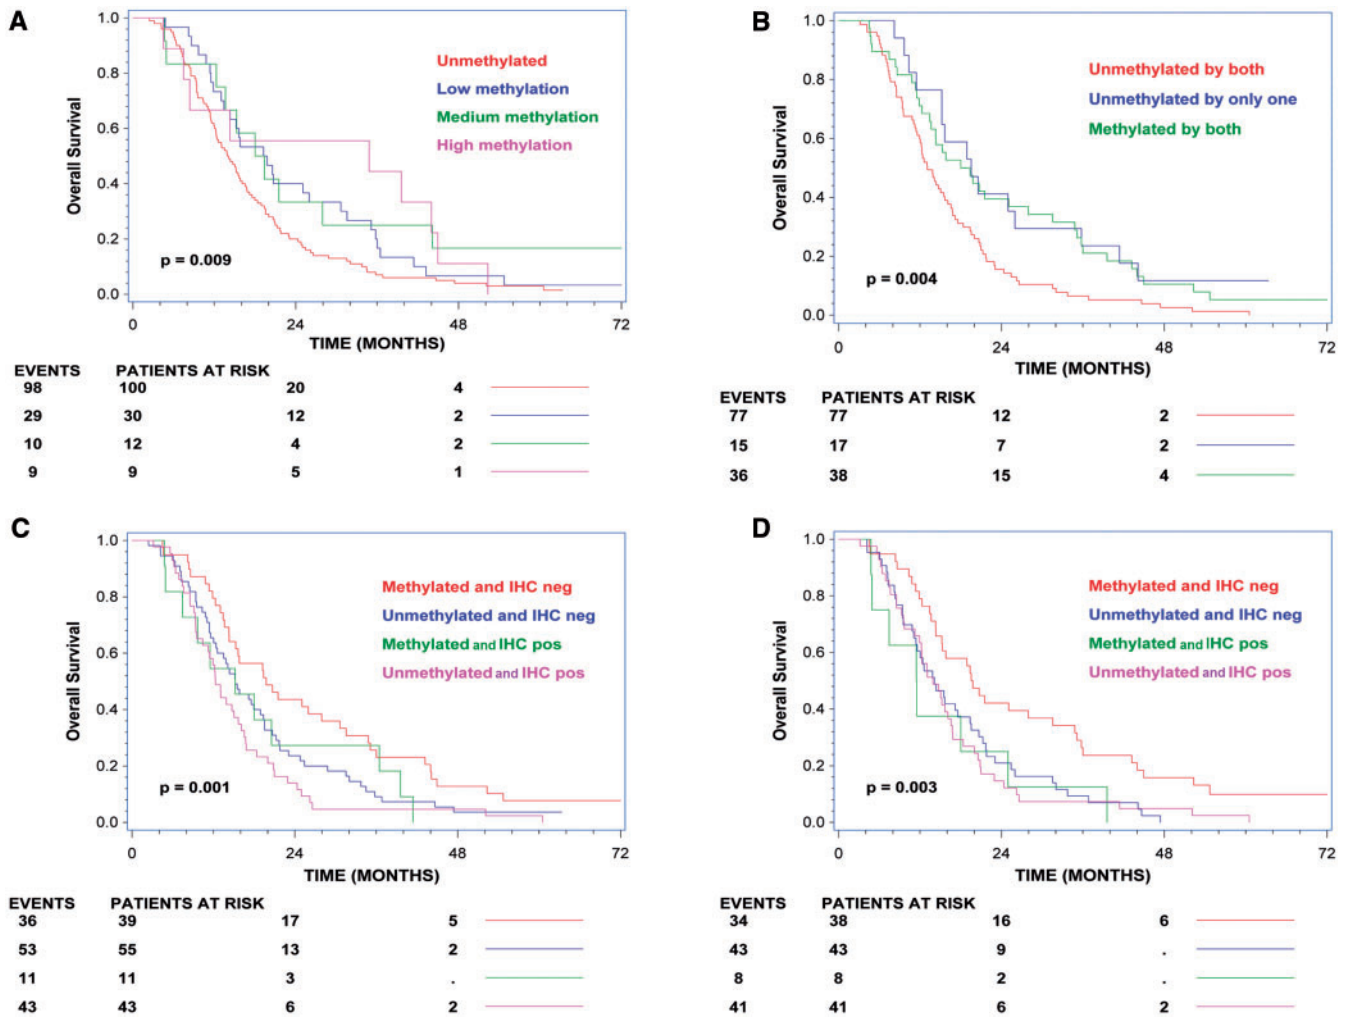 A
1.0
0.8
0.6
0.4
0.2
0.0
Overall Survival
Unmethylated
Low methylation
Medium methylation
High methylation
p = 0.009
0 24 48 72
TIME (MONTHS)
EVENTS PATIENTS AT RISK
98 100 20 4
29 30 12 2
10 12 4 2
9 9 5 1
B
1.0
0.8
0.6
0.4
0.2
0.0
Overall Survival
Unmethylated by both
Unmethylated by only one
Methylated by both
p = 0.004
0 24 48 72
TIME (MONTHS)
EVENTS PATIENTS AT RISK
77 77 12 2
15 17 7 2
36 38 15 4
C
1.0
0.8
0.6
0.4
0.2
0.0
Overall Survival
Methylated and IHC neg
Unmethylated and IHC neg
Methylated and IHC pos
Unmethylated and IHC pos
p = 0.001
0 24 48 72
TIME (MONTHS)
EVENTS PATIENTS AT RISK
36 39 17 5
53 55 13 2
11 11 3 .
43 43 6 2
D
1.0
0.8
0.6
0.4
0.2
0.0
Overall Survival
Methylated and IHC neg
Unmethylated and IHC neg
Methylated and IHC pos
Unmethylated and IHC pos
p = 0.003
0 24 48 72
TIME (MONTHS)
EVENTS PATIENTS AT RISK
34 38 16 6
43 43 9 .
8 8 2 .
41 41 6 2